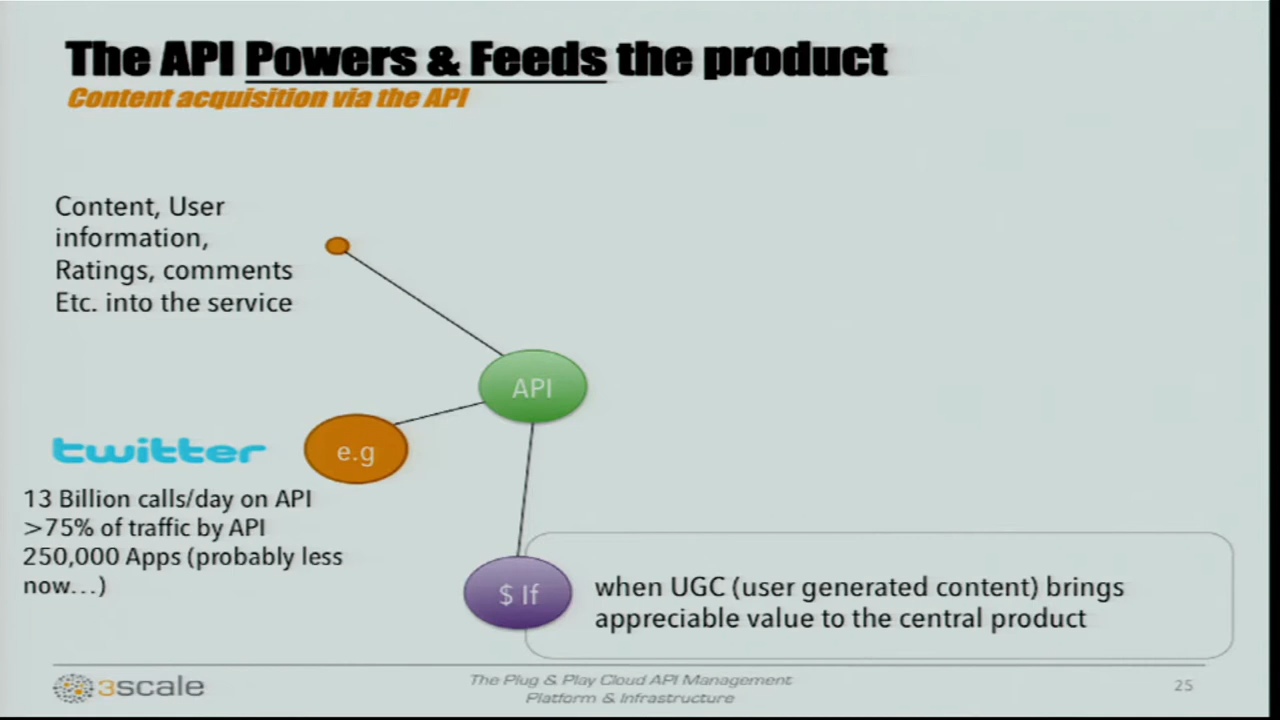 The API Powers & Feeds the product
Content acquisition via the API
Content, User
information,
Ratings, comments
Etc. into the service
API
e.g
twitter
13 Billion calls/day on API
>75% of traffic by API
250,000 Apps (probably less
now...)
$ If
when UGC (user generated content) brings
appreciable value to the central product
3scale
The Plug & Play Cloud API Management
Platform & Infrastructure
25